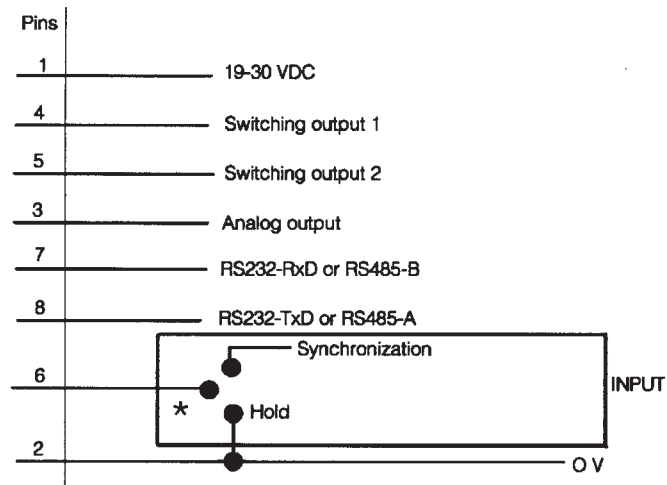 Pins
1 19-30 VDC
4 Switching output 1
5 Switching output 2
3 Analog output
7 RS232-RxD or RS485-B
8 RS232-TxD or RS485-A
Synchronization
6 INPUT
* Hold
2 O V